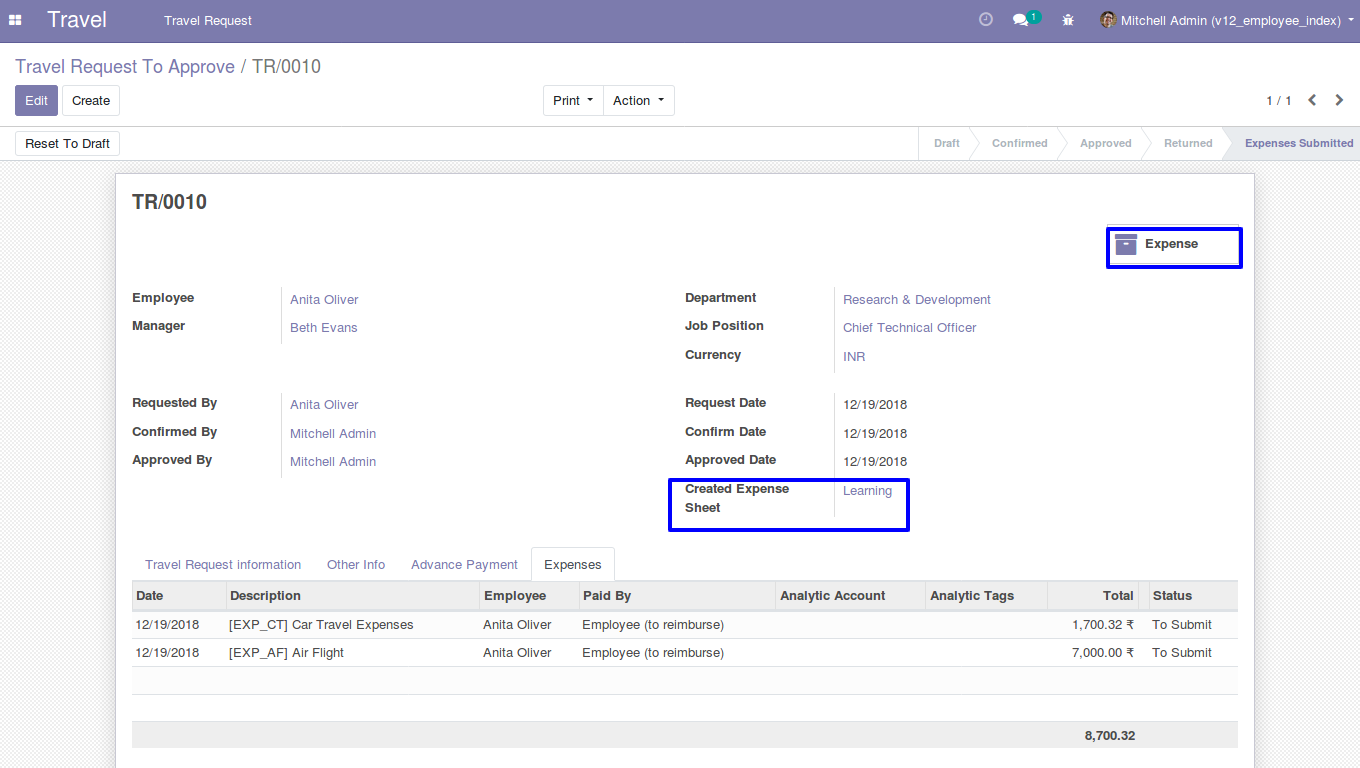 Travel Travel Request 1 Mitchell Admin (v12_employee_index)
Travel Request To Approve / TR/0010
Edit Create Print Action 1 / 1
Reset To Draft Draft Confirmed Approved Returned Expenses Submitted
TR/0010
Expense
Employee Anita Oliver Department Research & Development
Manager Beth Evans Job Position Chief Technical Officer
Currency INR
Requested By Anita Oliver Request Date 12/19/2018
Confirmed By Mitchell Admin Confirm Date 12/19/2018
Approved By Mitchell Admin Approved Date 12/19/2018
Created Expense Learning
Sheet
Travel Request information Other Info Advance Payment Expenses
Date Description Employee Paid By Analytic Account Analytic Tags Total Status
12/19/2018 [EXP_CT] Car Travel Expenses Anita Oliver Employee (to reimburse) 1,700.32 ₹ To Submit
12/19/2018 [EXP_AF] Air Flight Anita Oliver Employee (to reimburse) 7,000.00 ₹ To Submit
8,700.32